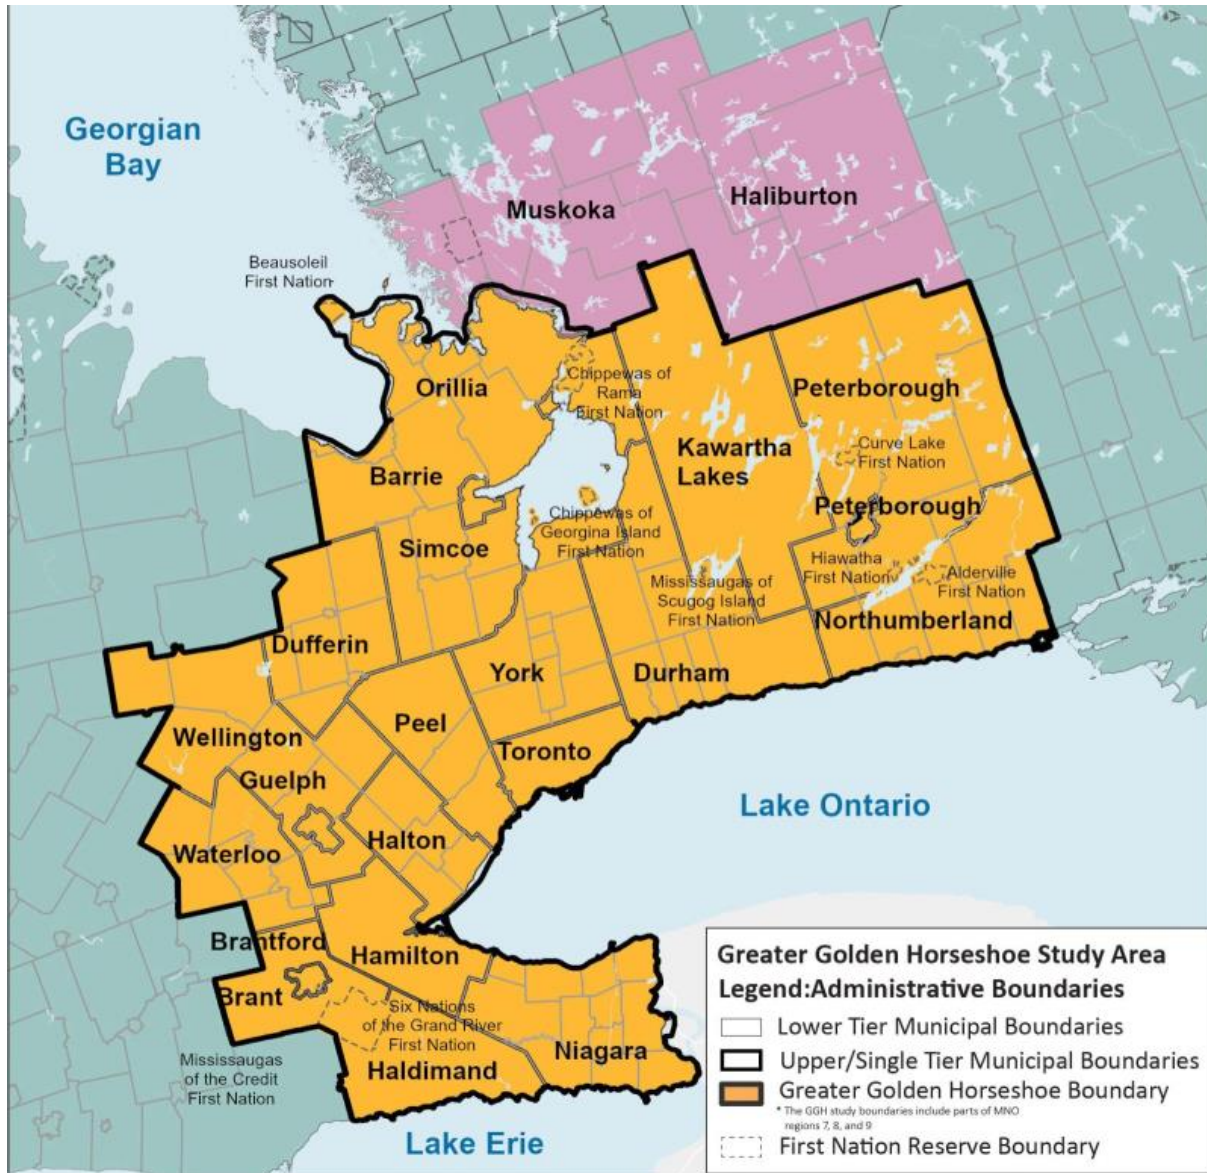 Georgian
Bay
Muskoka
Haliburton
Beausoleil
First Nation
Orillia
Chippewas of
Rama
First Nation
Peterborough
Kawartha
Lakes
Curve Lake
First Nation
Barrie
Peterborough
Chippewas of
Georgina Island
First Nation
Simcoe
Hiawatha
First Nation
Alderville
First Nation
Mississaugas of
Scugog Island
First Nation
Northumberland
Dufferin
York
Durham
Peel
Wellington
Toronto
Guelph
Lake Ontario
Halton
Waterloo
Brantford
Hamilton
Brant
Six Nations
of the Grand River
First Nation
Niagara
Mississaugas
of the Credit
First Nation
Haldimand
Lake Erie
Greater Golden Horseshoe Study Area
Legend:Administrative Boundaries
Lower Tier Municipal Boundaries
Upper/Single Tier Municipal Boundaries
Greater Golden Horseshoe Boundary
* The GGH study boundaries include parts of MNO
regions 7, 8, and 9
First Nation Reserve Boundary